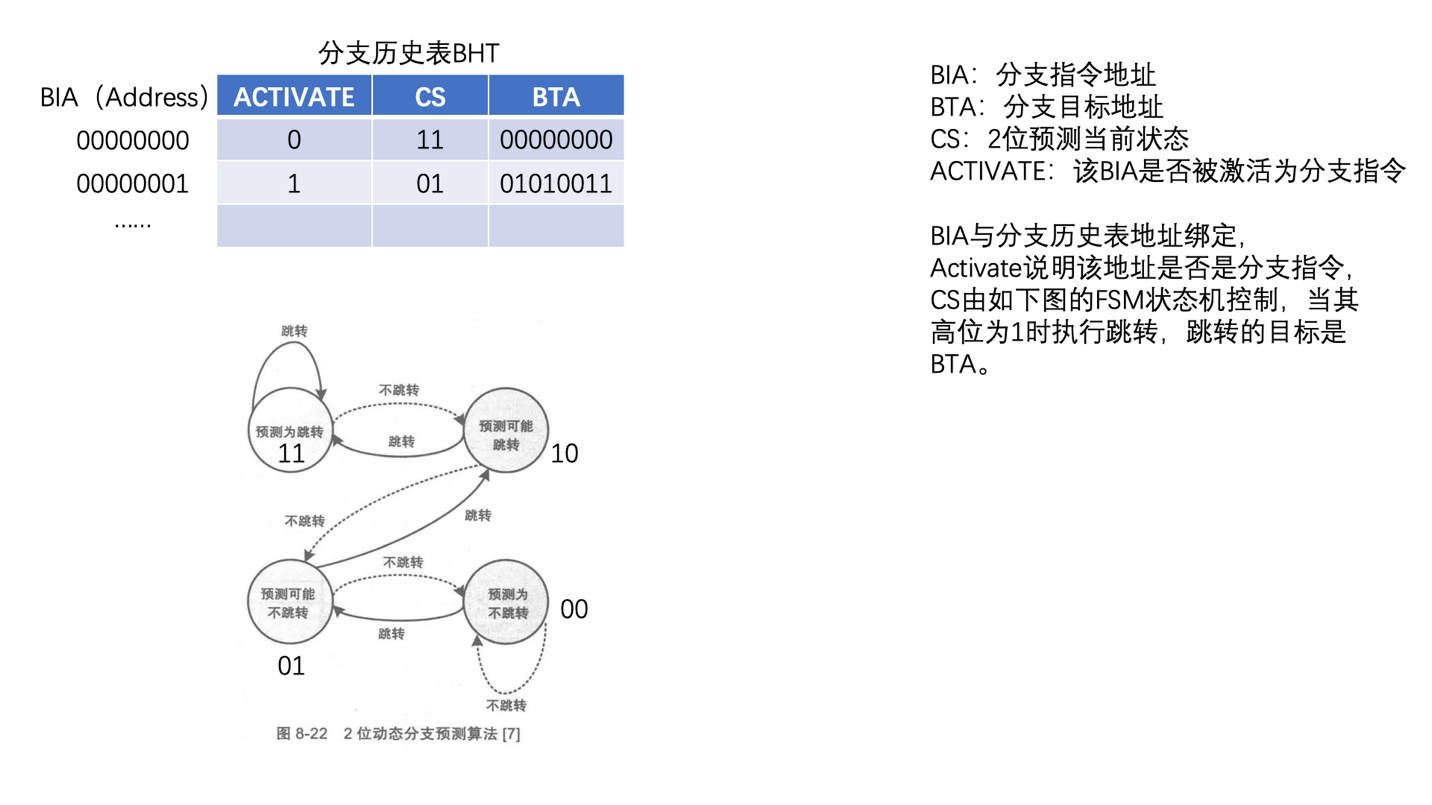 分支历史表BHT
BIA（Address） ACTIVATE CS BTA
00000000 0 11 00000000
00000001 1 01 01010011
……
BIA：分支指令地址
BTA：分支目标地址
CS：2位预测当前状态
ACTIVATE：该BIA是否被激活为分支指令
BIA与分支历史表地址绑定，
Activate说明该地址是否是分支指令，
CS由如下图的FSM状态机控制，当其
高位为1时执行跳转，跳转的目标是
BTA。
跳转
不跳转
预测为跳转
11
跳转
预测可能
跳转
10
不跳转
跳转
不跳转
预测可能
不跳转
01
跳转
预测为
不跳转
00
不跳转
图 8-22 2 位动态分支预测算法 [7]